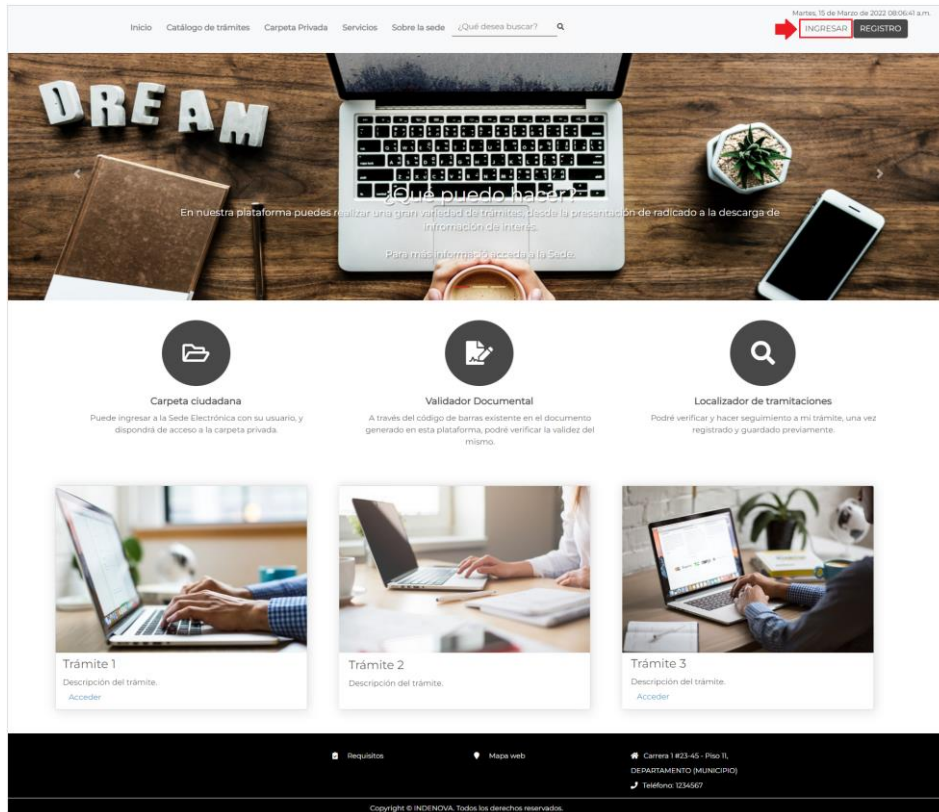 Martes, 15 de Marzo de 2022 08:06:41 a.m.
Inicio Catálogo de trámites Carpeta Privada Servicios Sobre la sede ¿Qué desea buscar? INGRESAR REGISTRO
DREAM
¿Qué puedo hacer?
En nuestra plataforma puedes realizar una gran variedad de trámites, desde la presentación de radicado a la descarga de
infromación de interés.
Para más informació acceda a la Sede.
Carpeta ciudadana
Puede ingresar a la Sede Electrónica con su usuario, y
dispondrá de acceso a la carpeta privada.
Validador Documental
A través del código de barras existente en el documento
generado en esta plataforma, podré verificar la validez del
mismo.
Localizador de tramitaciones
Podré verificar y hacer seguimiento a mi trámite, una vez
registrado y guardado previamente.
Trámite 1
Descripción del trámite.
Acceder
Trámite 2
Descripción del trámite.
Trámite 3
Descripción del trámite.
Acceder
Requisitos
Mapa web
Carrera 1 #23-45 - Piso 11,
DEPARTAMENTO (MUNICIPIO)
Teléfono: 1234567
Copyright © INDENOVA. Todos los derechos reservados.